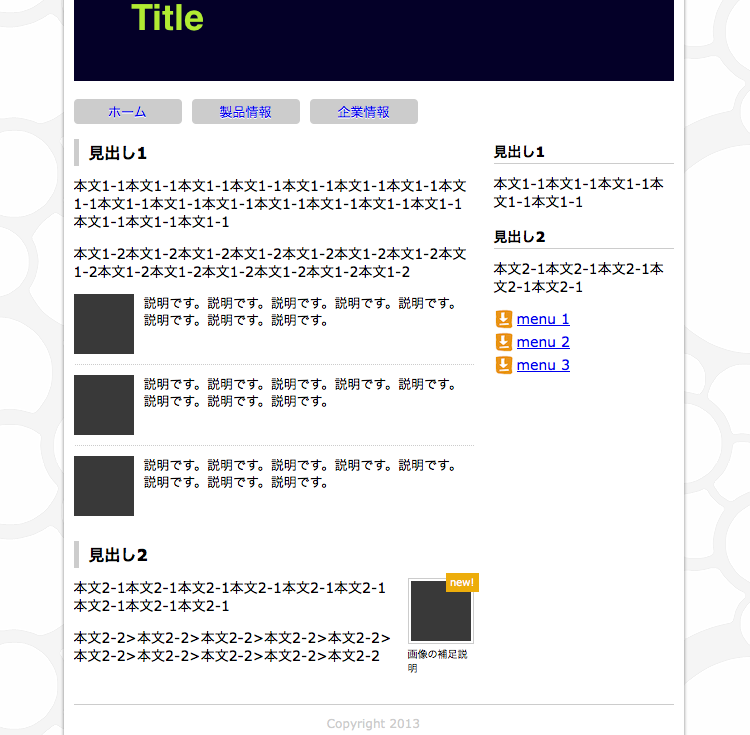 Title
ホーム
製品情報
企業情報
見出し1
本文1-1本文1-1本文1-1本文1-1本文1-1本文1-1本文1-1本文
1-1本文1-1本文1-1本文1-1本文1-1本文1-1本文1-1本文1-1
本文1-1本文1-1本文1-1
本文1-2本文1-2本文1-2本文1-2本文1-2本文1-2本文1-2本文
1-2本文1-2本文1-2本文1-2本文1-2本文1-2本文1-2
説明です。説明です。説明です。説明です。説明です。
説明です。説明です。説明です。
説明です。説明です。説明です。説明です。説明です。
説明です。説明です。説明です。
説明です。説明です。説明です。説明です。説明です。
説明です。説明です。説明です。
見出し2
本文2-1本文2-1本文2-1本文2-1本文2-1本文2-1
本文2-1本文2-1本文2-1
本文2-2>本文2-2>本文2-2>本文2-2>本文2-2>
本文2-2>本文2-2>本文2-2>本文2-2>本文2-2
new!
画像の補足説
明
見出し1
本文1-1本文1-1本文1-1本
文1-1本文1-1
見出し2
本文2-1本文2-1本文2-1本
文2-1本文2-1
menu 1
menu 2
menu 3
Copyright 2013